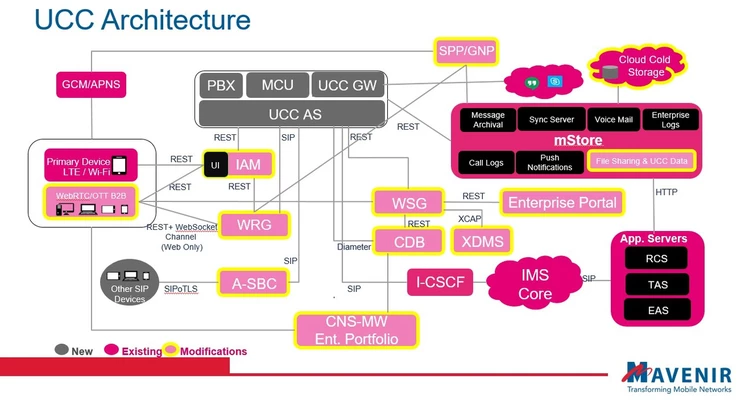 UCC Architecture
SPP/GNP
Cloud Cold
Storage
GCM/APNS
PBX
MCU
UCC GW
UCC AS
REST
SIP
REST
REST
Message
Archival
Sync Server
Voice Mail
Enterprise
Logs
mStore
Call Logs
Push
Notifications
File Sharing & UCC Data
Primary Device
LTE / Wi-Fi
REST
UI
IAM
REST
REST
WebRTC/OTT B2B
WSG
REST
Enterprise Portal
HTTP
REST+ WebSocket
Channel
(Web Only)
WRG
REST
XCAP
Diameter
CDB
XDMS
App. Servers
RCS
TAS
EAS
SIP
Other SIP
Devices
SIPoTLS
A-SBC
SIP
I-CSCF
IMS
Core
SIP
CNS-MW
Ent. Portfolio
New
Existing
Modifications
MAVENIR
Transforming Mobile Networks